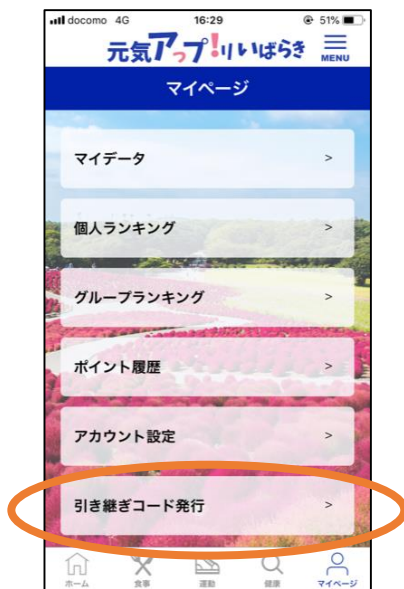 docomo 4G 16:29 51%
元気アっプ!りいばらき MENU
マイページ
マイデータ >
個人ランキング >
グループランキング >
ポイント履歴 >
アカウント設定 >
引き継ぎコード発行 >
ホーム 食事 運動 健康 マイページ